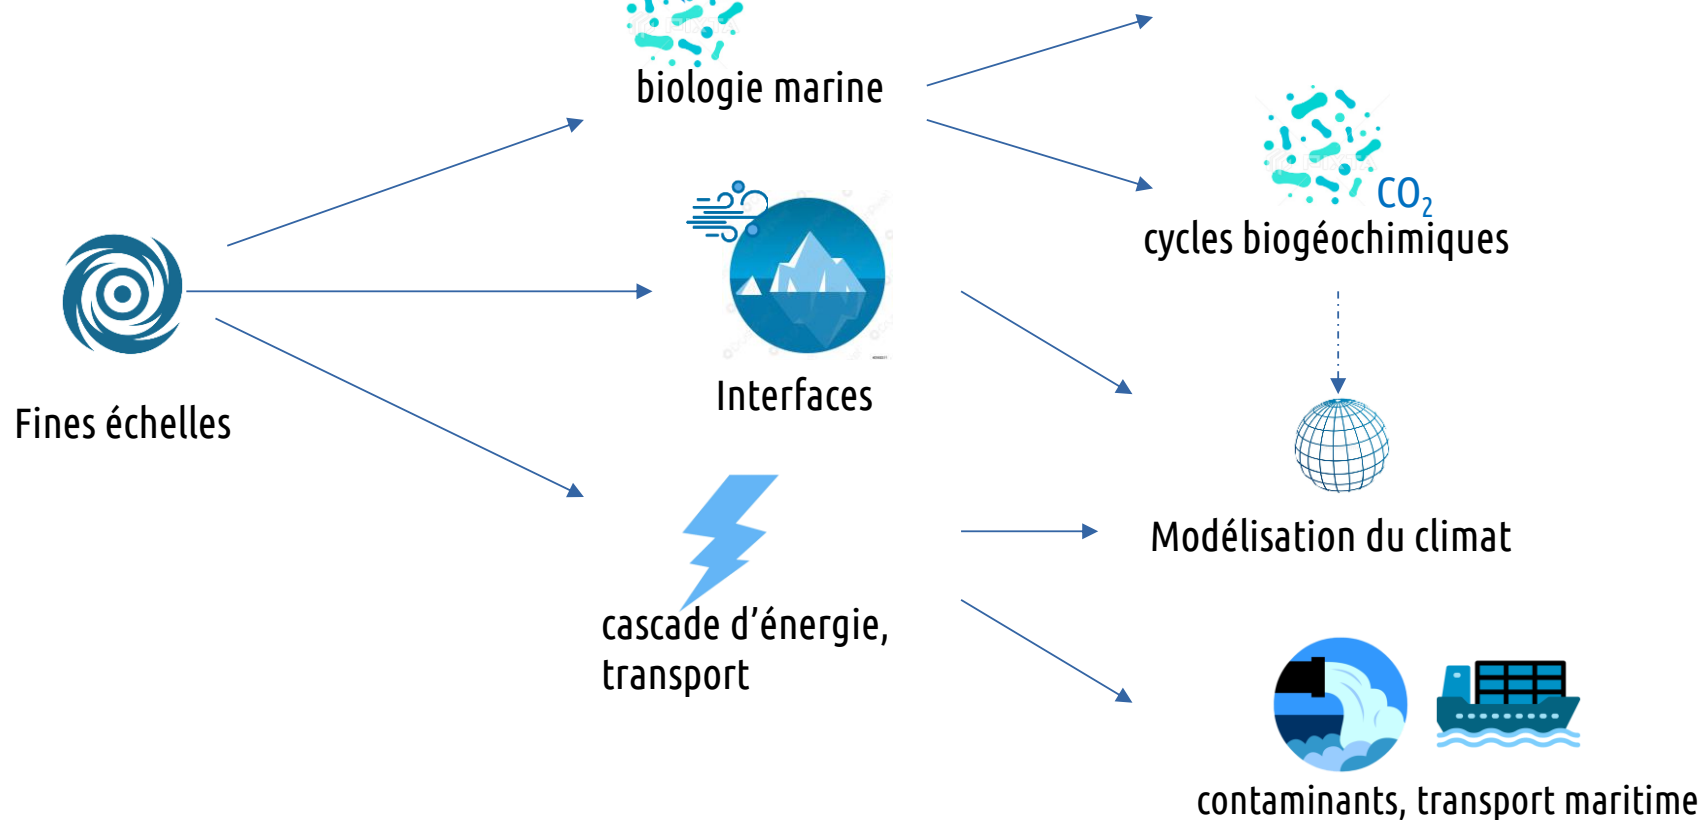 biologie marine
CO₂
cycles biogéochimiques
Interfaces
Fines échelles
Modélisation du climat
cascade d’énergie,
transport
contaminants, transport maritime